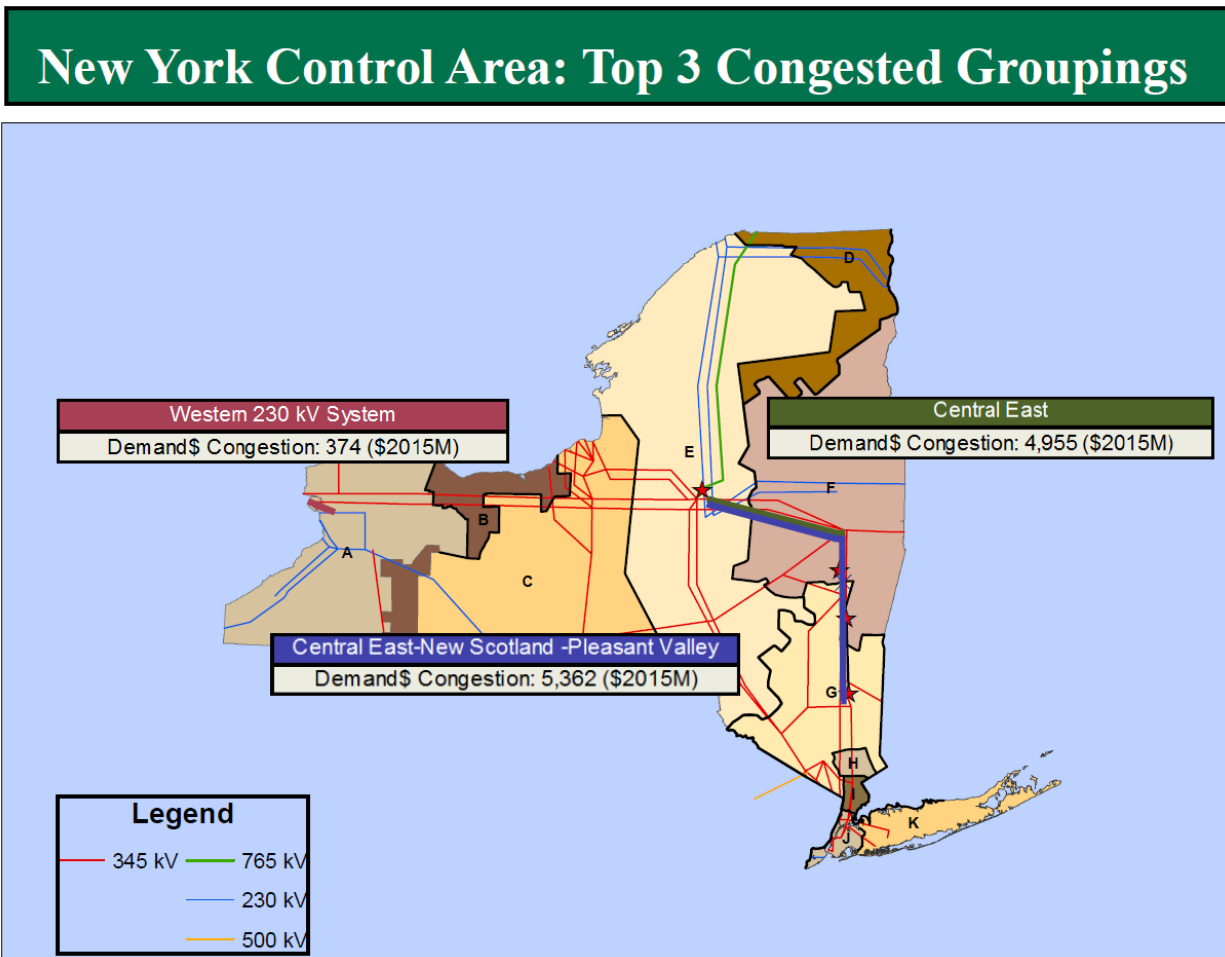 New York Control Area: Top 3 Congested Groupings
D
Western 230 kV System
Demand$ Congestion: 374 ($2015M)
Central East
Demand$ Congestion: 4,955 ($2015M)
E
F
B
A
C
Central East-New Scotland -Pleasant Valley
Demand$ Congestion: 5,362 ($2015M)
G
H
I
K
J
Legend
345 kV
765 kV
230 kV
500 kV